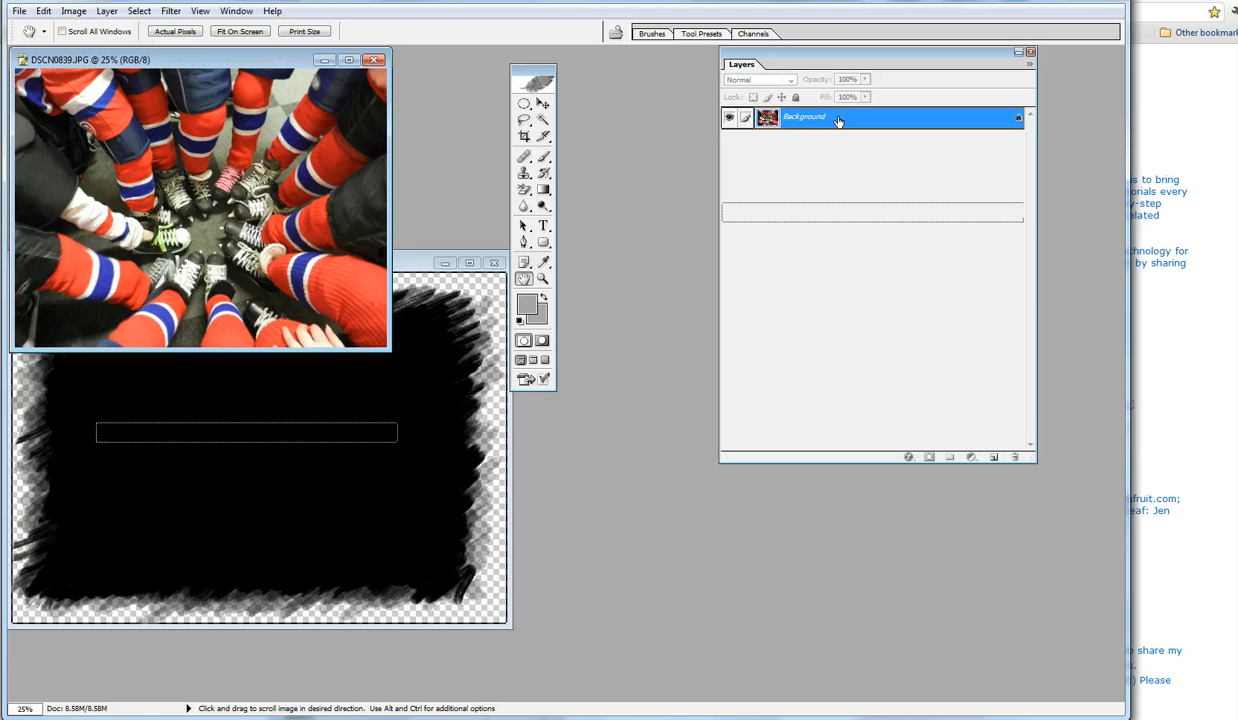 File Edit Image Layer Select Filter View Window Help
Scroll All Windows Actual Pixels Fit On Screen Print Size Brushes Tool Presets Channels
Other bookmark
DSCN0839.JPG @ 25% (RGB/8)
Layers
Normal Opacity: 100%
Lock: Fill: 100%
Background
s to bring
orials every
y-step
elated
chnology for
by sharing
afruit.com;
eaf: Jen
o share my
s.
) Please
25% Doc: 8.58M/8.58M Click and drag to scroll image in desired direction. Use Alt and Ctrl for additional options